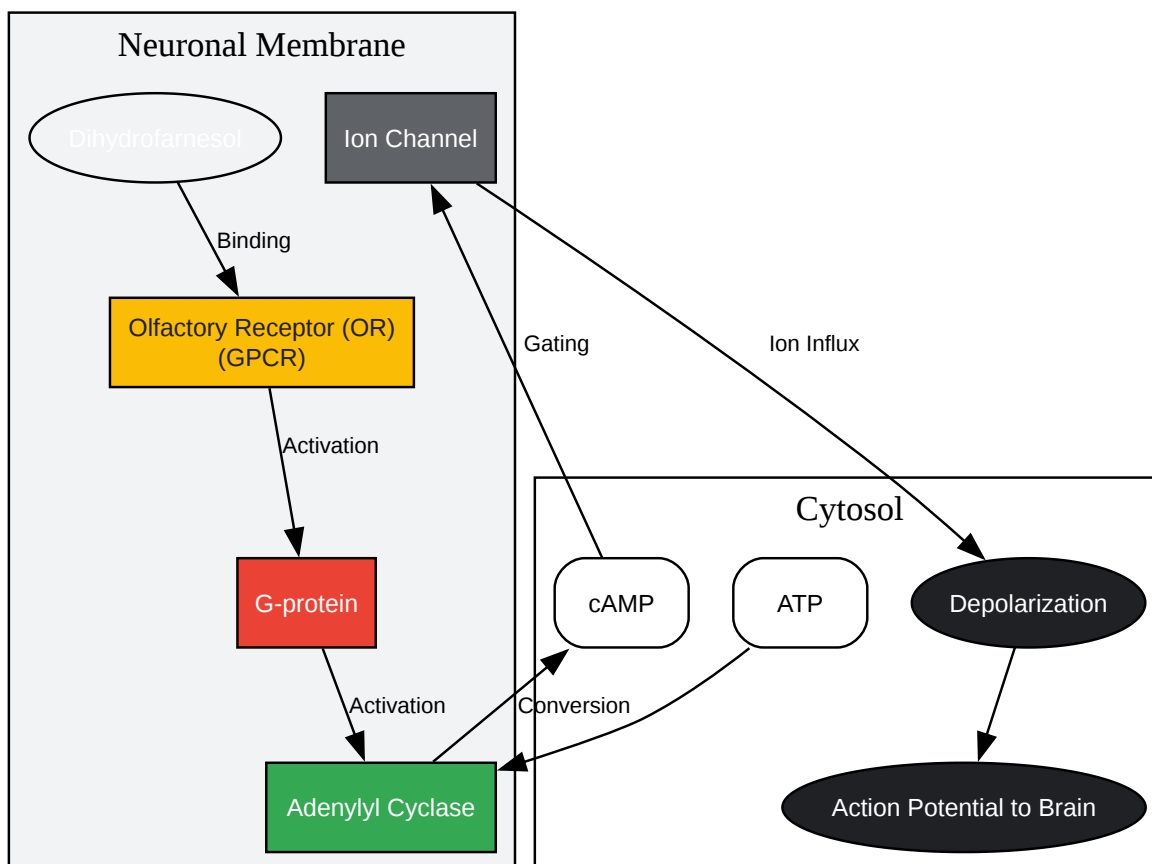 Neuronal Membrane
Dihydrofarnesol
Ion Channel
Binding
Olfactory Receptor (OR)
(GPCR)
Gating
Ion Influx
Activation
Cytosol
G-protein
cAMP
ATP
Depolarization
Activation
Conversion
Adenylyl Cyclase
Action Potential to Brain